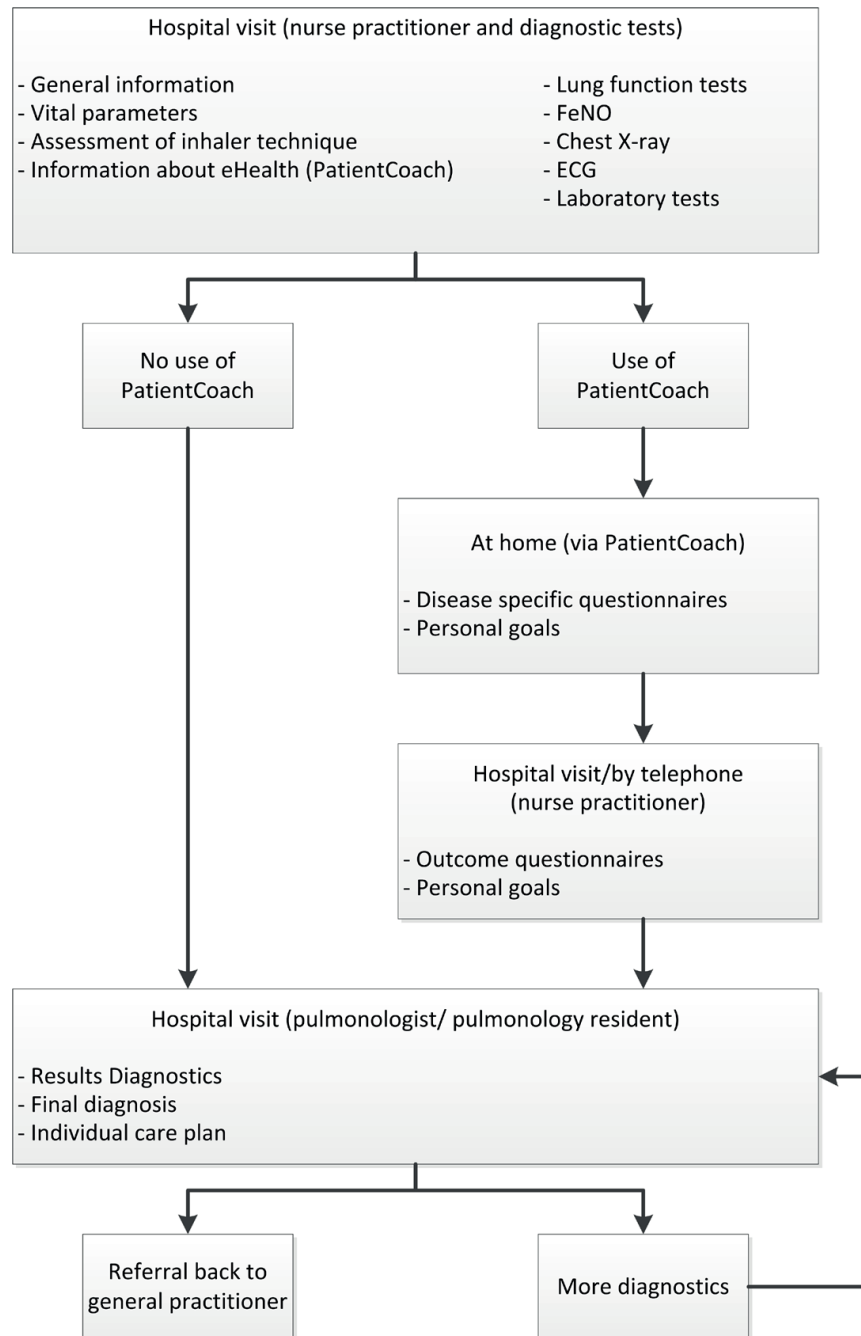 Hospital visit (nurse practitioner and diagnostic tests)
- General information
- Vital parameters
- Assessment of inhaler technique
- Information about eHealth (PatientCoach)
- Lung function tests
- FeNO
- Chest X-ray
- ECG
- Laboratory tests
No use of
PatientCoach
Use of
PatientCoach
At home (via PatientCoach)
- Disease specific questionnaires
- Personal goals
Hospital visit/by telephone
(nurse practitioner)
- Outcome questionnaires
- Personal goals
Hospital visit (pulmonologist/ pulmonology resident)
- Results Diagnostics
- Final diagnosis
- Individual care plan
Referral back to
general practitioner
More diagnostics